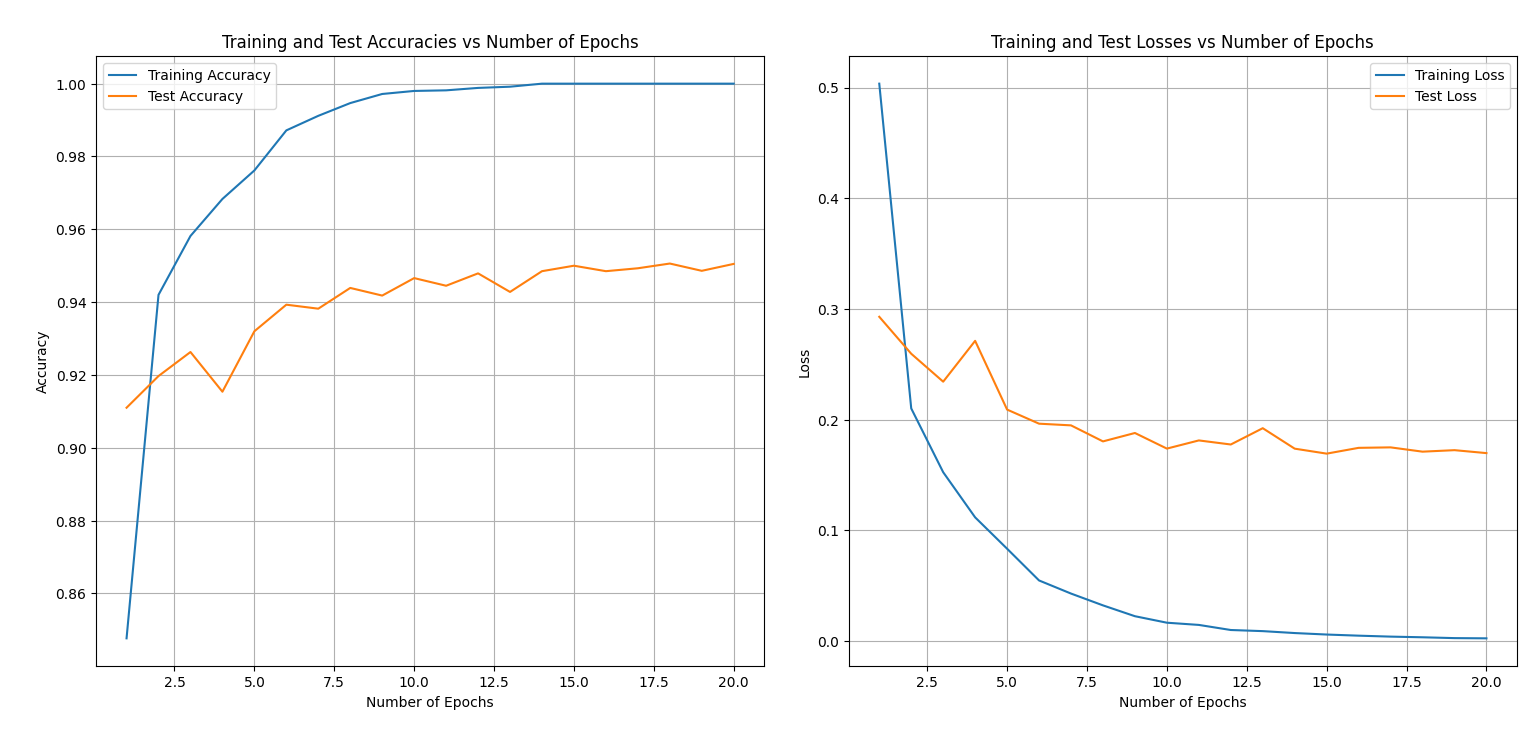 Training and Test Accuracies vs Number of Epochs
Training Accuracy
Test Accuracy
1.00
0.98
0.96
0.94
0.92
0.90
0.88
0.86
Accuracy
2.5 5.0 7.5 10.0 12.5 15.0 17.5 20.0
Number of Epochs
Training and Test Losses vs Number of Epochs
Training Loss
Test Loss
0.5
0.4
0.3
0.2
0.1
0.0
Loss
2.5 5.0 7.5 10.0 12.5 15.0 17.5 20.0
Number of Epochs